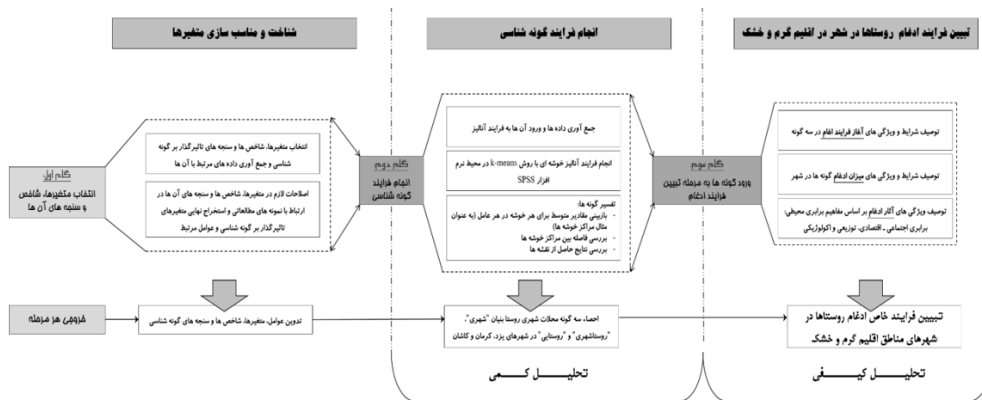 شناخت و مناسب سازی متغیرها
انجام فرایند گونه شناسی
تبیین فرایند ادغام روستاها در شهر در اقلیم گرم و خشک
گام اول:
انتخاب متغیرها، شاخص
و سنجه های آن ها
انتخاب متغیرها، شاخص ها و سنجه های تاثیرگذار بر گونه
شناسی و جمع آوری داده های مرتبط با آن ها
اصلاحات لازم در متغیرها، شاخص ها و سنجه های آن ها در
ارتباط با نمونه های مطالعاتی و استخراج نهایی متغیرهای
تاثیرگذار بر گونه شناسی و عوامل مرتبط
گام دوم:
انجام فرایند
گونه شناسی
جمع آوری داده ها و ورود آن ها به فرایند آنالیز
انجام فرایند آنالیز خوشه ای با روش k-means در محیط نرم
افزار SPSS
تفسیر گونه ها:
- بازبینی مقادیر متوسط برای هر خوشه در هر عامل (به عنوان
مثال مراکز خوشه ها)
- بررسی فاصله بین مراکز خوشه ها
- بررسی نتایج حاصل از نقشه ها
گام سوم:
ورود گونه ها به مرحله تبیین
فرایند ادغام
توصیف شرایط و ویژگی های آغاز فرایند ادغام در سه گونه
توصیف شرایط و ویژگی های میزان ادغام گونه ها در شهر
توصیف ویژگی های آثار ادغام بر اساس مفاهیم برابری محیطی:
برابری اجتماعی ـ اقتصادی، توزیعی و اکولوژیکی
خروجی هر مرحله
تدوین عوامل، متغیرها، شاخص ها و سنجه های گونه شناسی
احصاء سه گونه محلات شهری روستا بنیان "شهری"،
"روستاشهری" و "روستایی" در شهرهای یزد، کرمان و کاشان
تبییین فرایند خاص ادغام روستاها در
شهرهای مناطق اقلیم گرم و خشک
تحلیـــل کـــمی
تحلیـــل کیـــفی